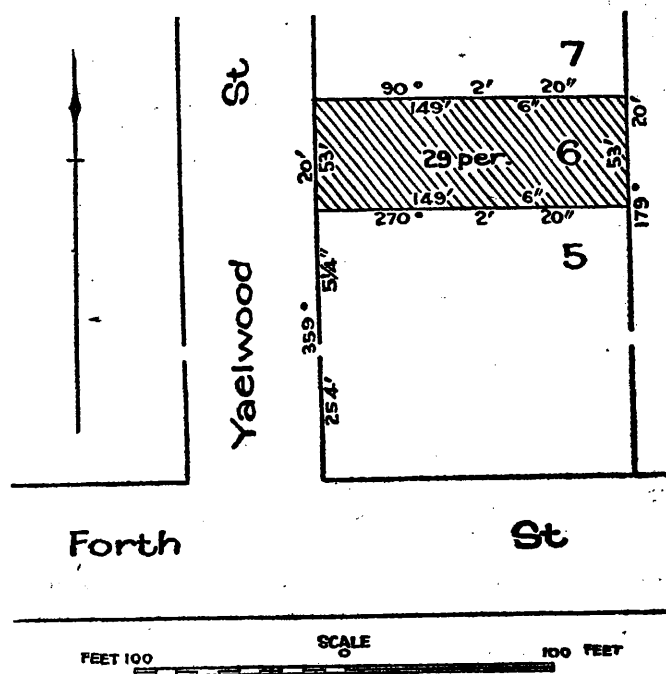 7
90° 2' 20"
149' 6"
29 per. 6
149' 6"
270° 2' 20"
5
20'
53'
20'
53'
179°
5¼"
359°
254'
Yaelwood St
Forth St
SCALE
FEET 100 0 100 FEET